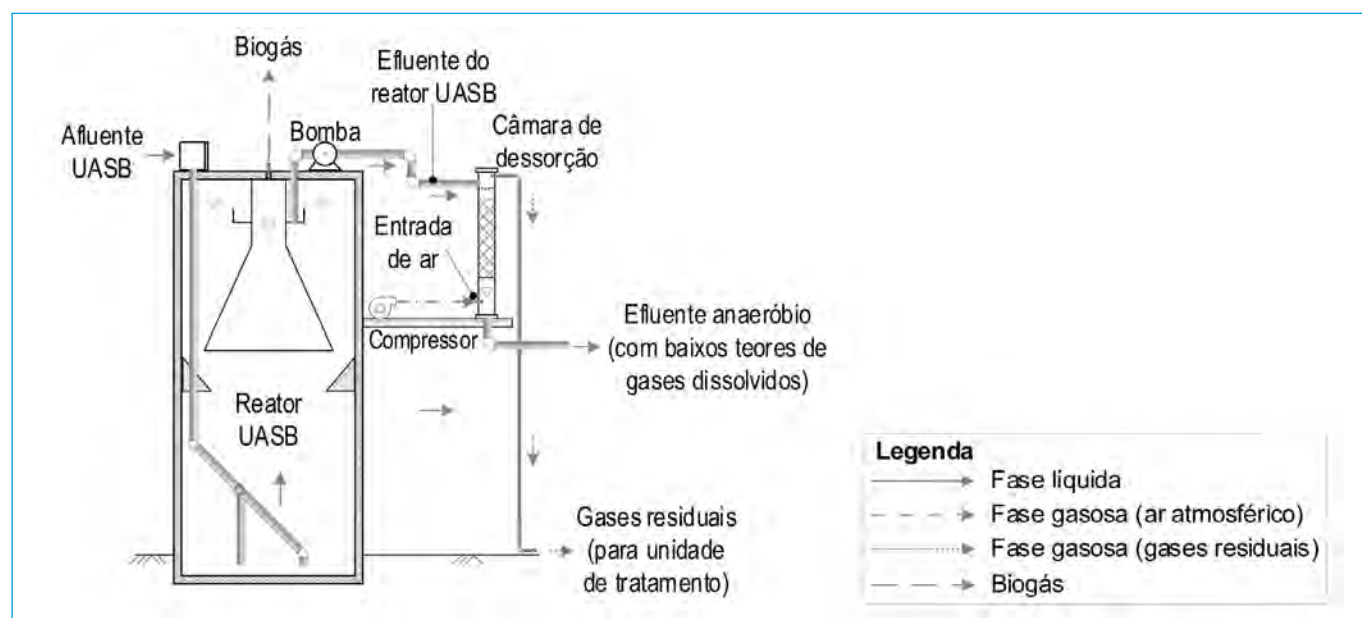 Biogás
Efluente do
reator UASB
Afluente
UASB
Bomba
Câmara de
dessorção
Entrada
de ar
Compressor
Efluente anaeróbio
(com baixos teores de
gases dissolvidos)
Reator
UASB
Gases residuais
(para unidade
de tratamento)
Legenda
Fase líquida
Fase gasosa (ar atmosférico)
Fase gasosa (gases residuais)
Biogás